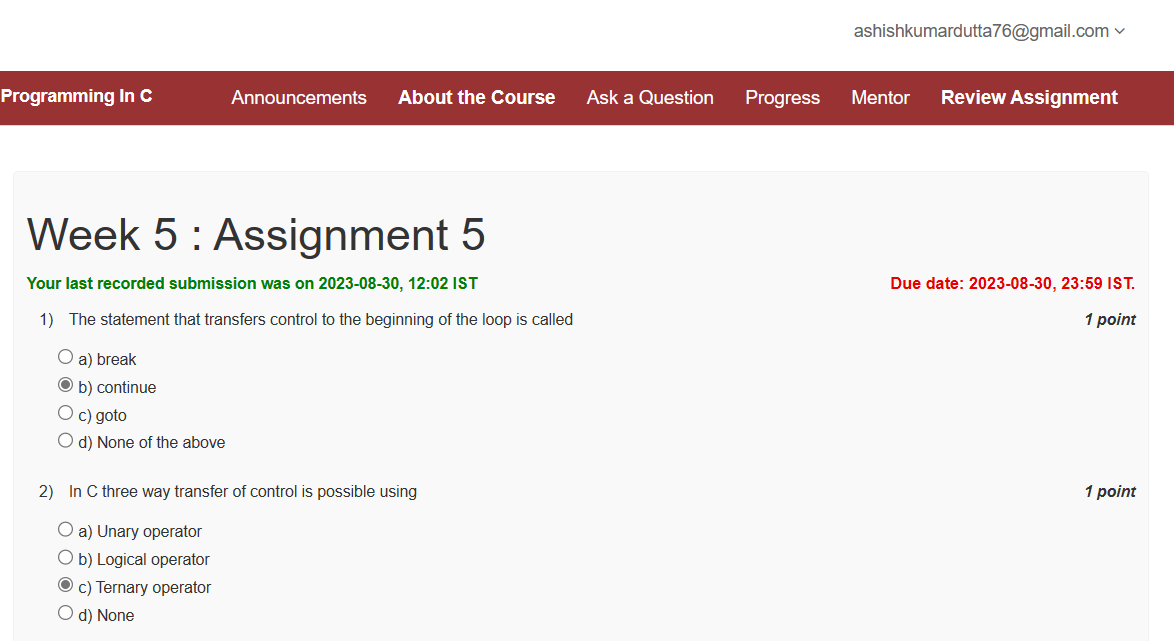 ashishkumardutta76@gmail.com
Programming In C Announcements About the Course Ask a Question Progress Mentor Review Assignment
Week 5 : Assignment 5
Your last recorded submission was on 2023-08-30, 12:02 IST Due date: 2023-08-30, 23:59 IST.
1) The statement that transfers control to the beginning of the loop is called 1 point
a) break
b) continue
c) goto
d) None of the above
2) In C three way transfer of control is possible using 1 point
a) Unary operator
b) Logical operator
c) Ternary operator
d) None